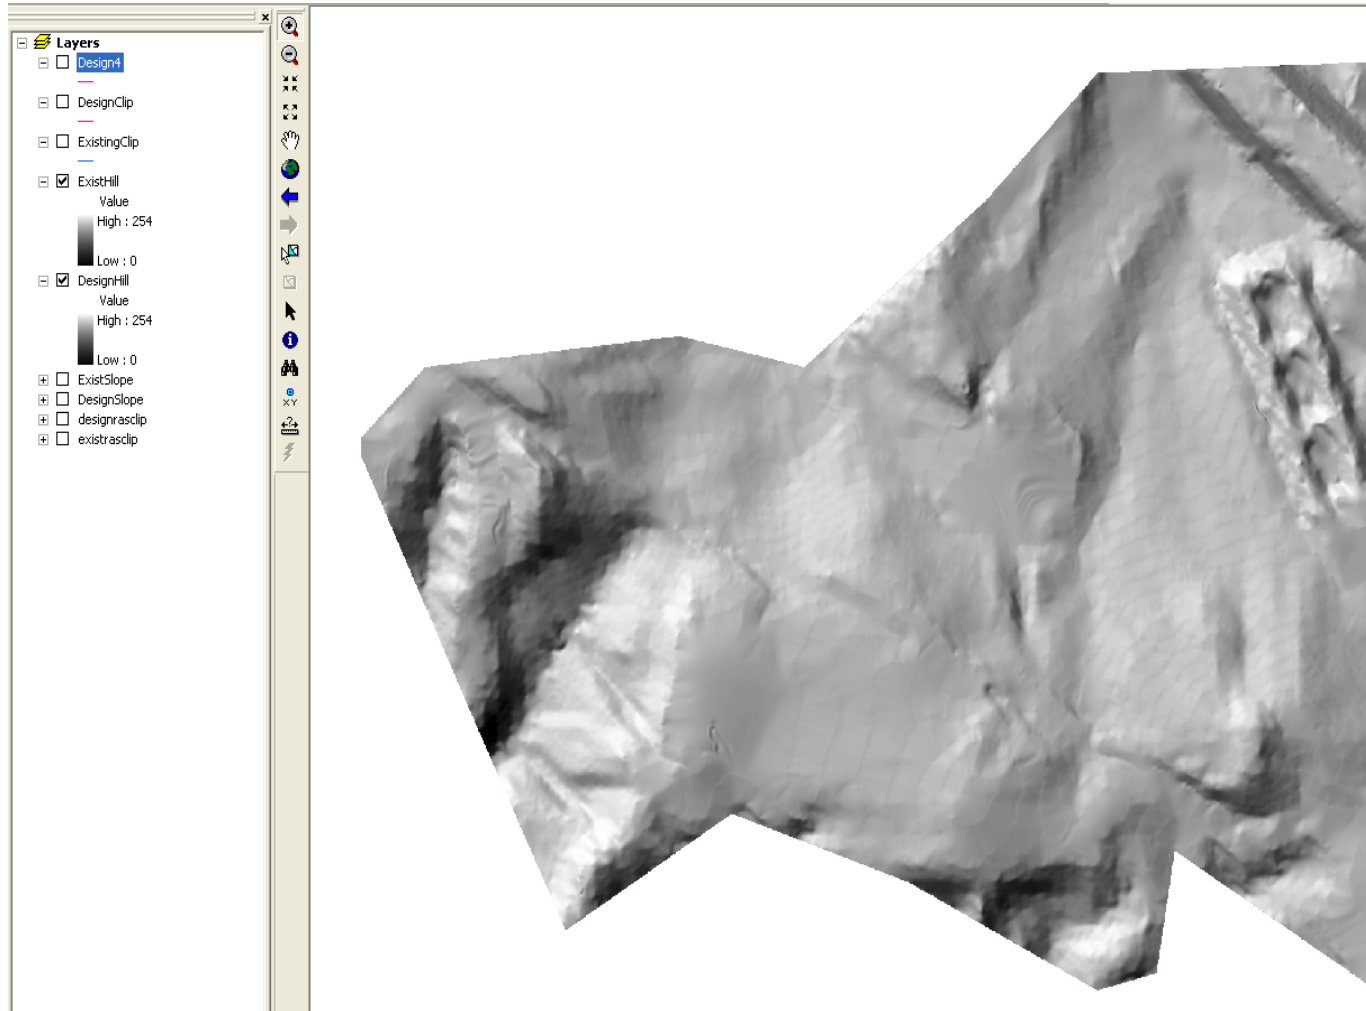 Layers
Design4
DesignClip
ExistingClip
ExistHill
Value
High : 254
Low : 0
DesignHill
Value
High : 254
Low : 0
ExistSlope
DesignSlope
designrasclip
existrasclip
XY